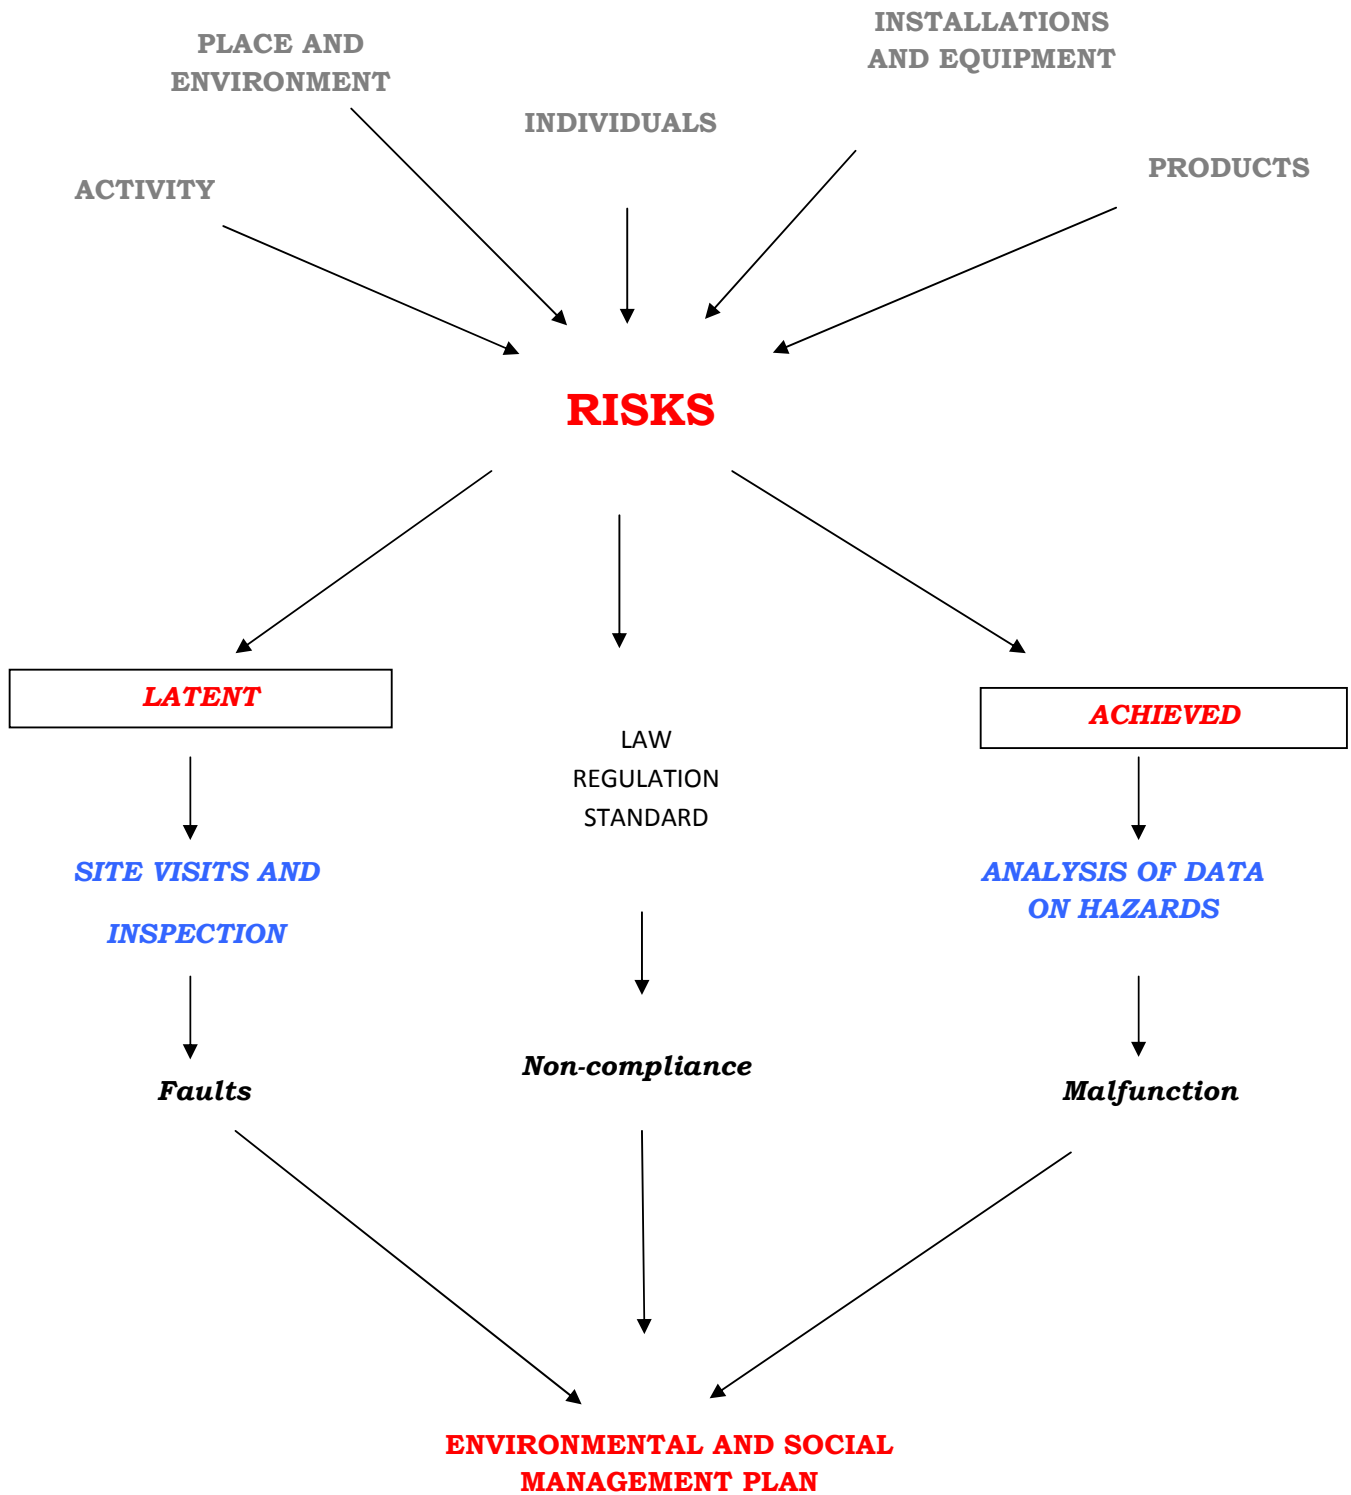 INSTALLATIONS
AND EQUIPMENT
PLACE AND
ENVIRONMENT
INDIVIDUALS
PRODUCTS
ACTIVITY
RISKS
LATENT
ACHIEVED
LAW
REGULATION
STANDARD
SITE VISITS AND
INSPECTION
ANALYSIS OF DATA
ON HAZARDS
Non-compliance
Faults
Malfunction
ENVIRONMENTAL AND SOCIAL
MANAGEMENT PLAN